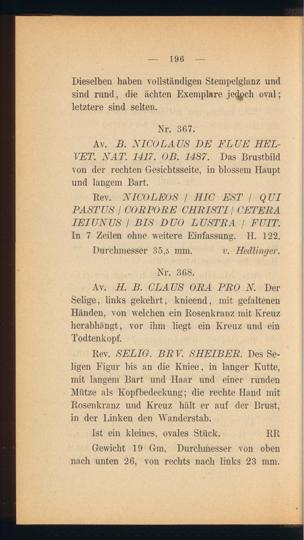 — 196 —
Dieselben haben vollständigen Stempelglanz und
sind rund, die ächten Exemplare jedoch oval;
letztere sind selten.
Nr. 367.
Av. B. NICOLAUS DE FLUE HEL-
VET. NAT. 1417. OB. 1487. Das Brustbild
von der rechten Gesichtsseite, in blossem Haupt
und langem Bart.
Rev. NICOLEOS / HIC EST / QUI
PASTUS / CORPORE CHRISTI / CETERA
IEIUNUS / BIS DUO LUSTRA / FUIT.
In 7 Zeilen ohne weitere Einfassung. H. 122.
Durchmesser 35,5 mm. v. Hedlinger.
Nr. 368.
Av. H. B. CLAUS ORA PRO N. Der
Selige, links gekehrt, knieend, mit gefaltenen
Händen, von welchen ein Rosenkranz mit Kreuz
herabhängt, vor ihm liegt ein Kreuz und ein
Todtenkopf.
Rev. SELIG. BRV. SHEIBER. Des Se-
ligen Figur bis an die Kniee, in langer Kutte,
mit langem Bart und Haar und einer runden
Mütze als Kopfbedeckung; die rechte Hand mit
Rosenkranz und Kreuz hält er auf der Brust,
in der Linken den Wanderstab.
Ist ein kleines, ovales Stück. RR
Gewicht 19 Gm. Durchmesser von oben
nach unten 26, von rechts nach links 23 mm.